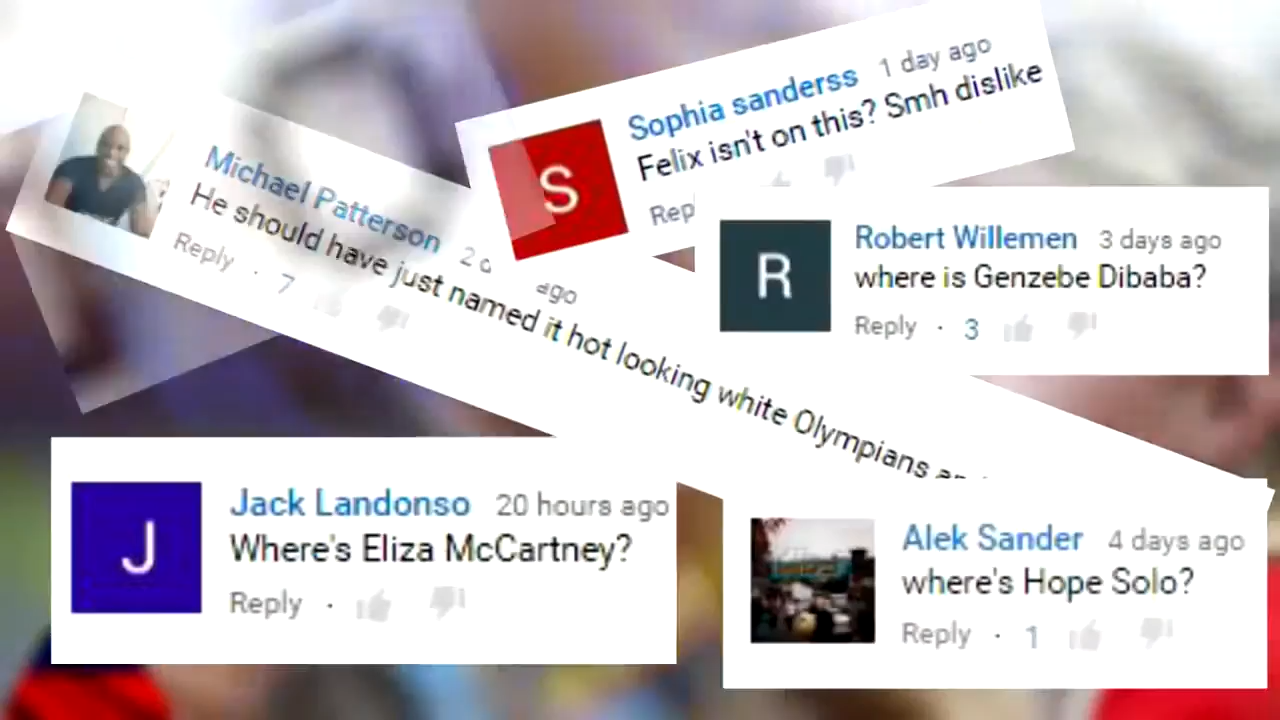 Sophia sanderss 1 day ago
Felix isn't on this? Smh dislike
S
Michael Patterson 2
He should have just named it hot looking white Olympians
Reply · 7
ago
R
Robert Willemen 3 days ago
where is Genzebe Dibaba?
Reply · 3
J
Jack Landonso 20 hours ago
Where's Eliza McCartney?
Reply ·
Alek Sander 4 days ago
where's Hope Solo?
Reply · 1